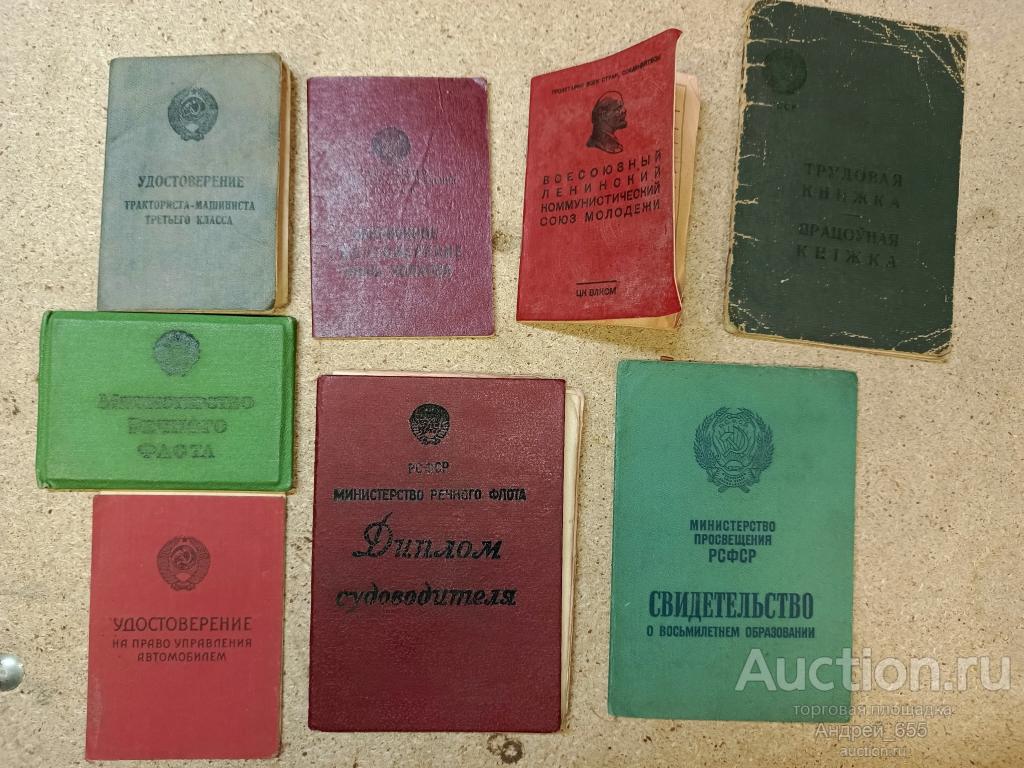 УДОСТОВЕРЕНИЕ
ТРАКТОРИСТА-МАШИНИСТА
ТРЕТЬЕГО КЛАССА
УДОСТОВЕРЕНИЕ
ПРОЛЕТАРИИ ВСЕХ СТРАН, СОЕДИНЯЙТЕСЬ!
ВСЕСОЮЗНЫЙ
ЛЕНИНСКИЙ
КОММУНИСТИЧЕСКИЙ
СОЮЗ МОЛОДЕЖИ
ЦК ВЛКСМ
ТРУДОВАЯ
КНИЖКА
ПРАЦОЎНАЯ
КНІЖКА
МИНИСТЕРСТВО
РЕЧНОГО
ФЛОТА
РСФСР
МИНИСТЕРСТВО РЕЧНОГО ФЛОТА
Диплом
судоводителя
МИНИСТЕРСТВО
ПРОСВЕЩЕНИЯ
РСФСР
СВИДЕТЕЛЬСТВО
О ВОСЬМИЛЕТНЕМ ОБРАЗОВАНИИ
УДОСТОВЕРЕНИЕ
НА ПРАВО УПРАВЛЕНИЯ
АВТОМОБИЛЕМ
Auction.ru
торговая площадка
Андрей_655
auction.ru